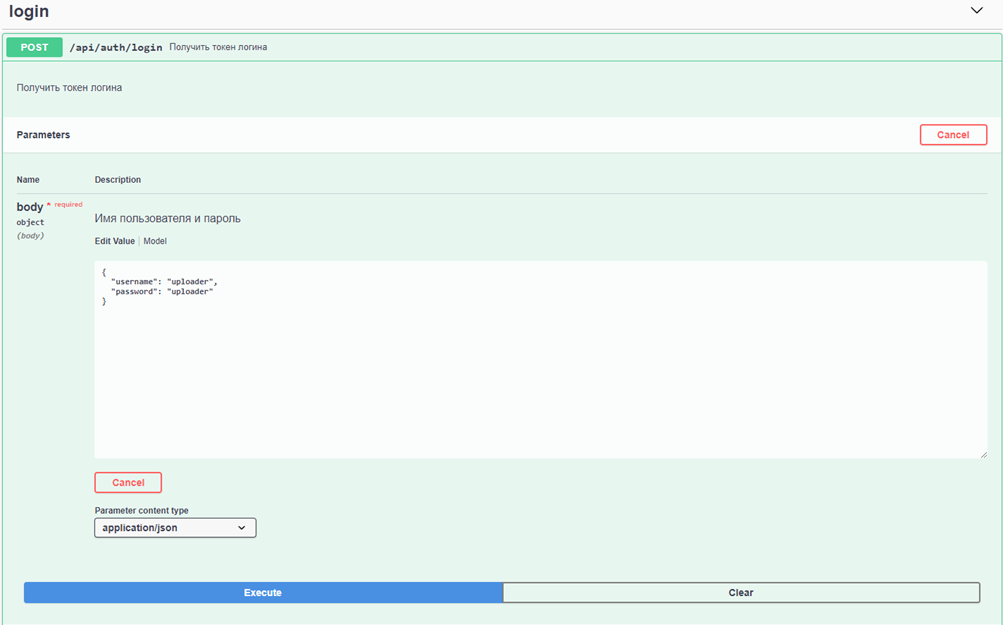 login
POST /api/auth/login Получить токен логина
Получить токен логина
Parameters Cancel
Name Description
body * required
object
(body)
Имя пользователя и пароль
Edit Value | Model
{
"username": "uploader",
"password": "uploader"
}
Cancel
Parameter content type
application/json
Execute Clear